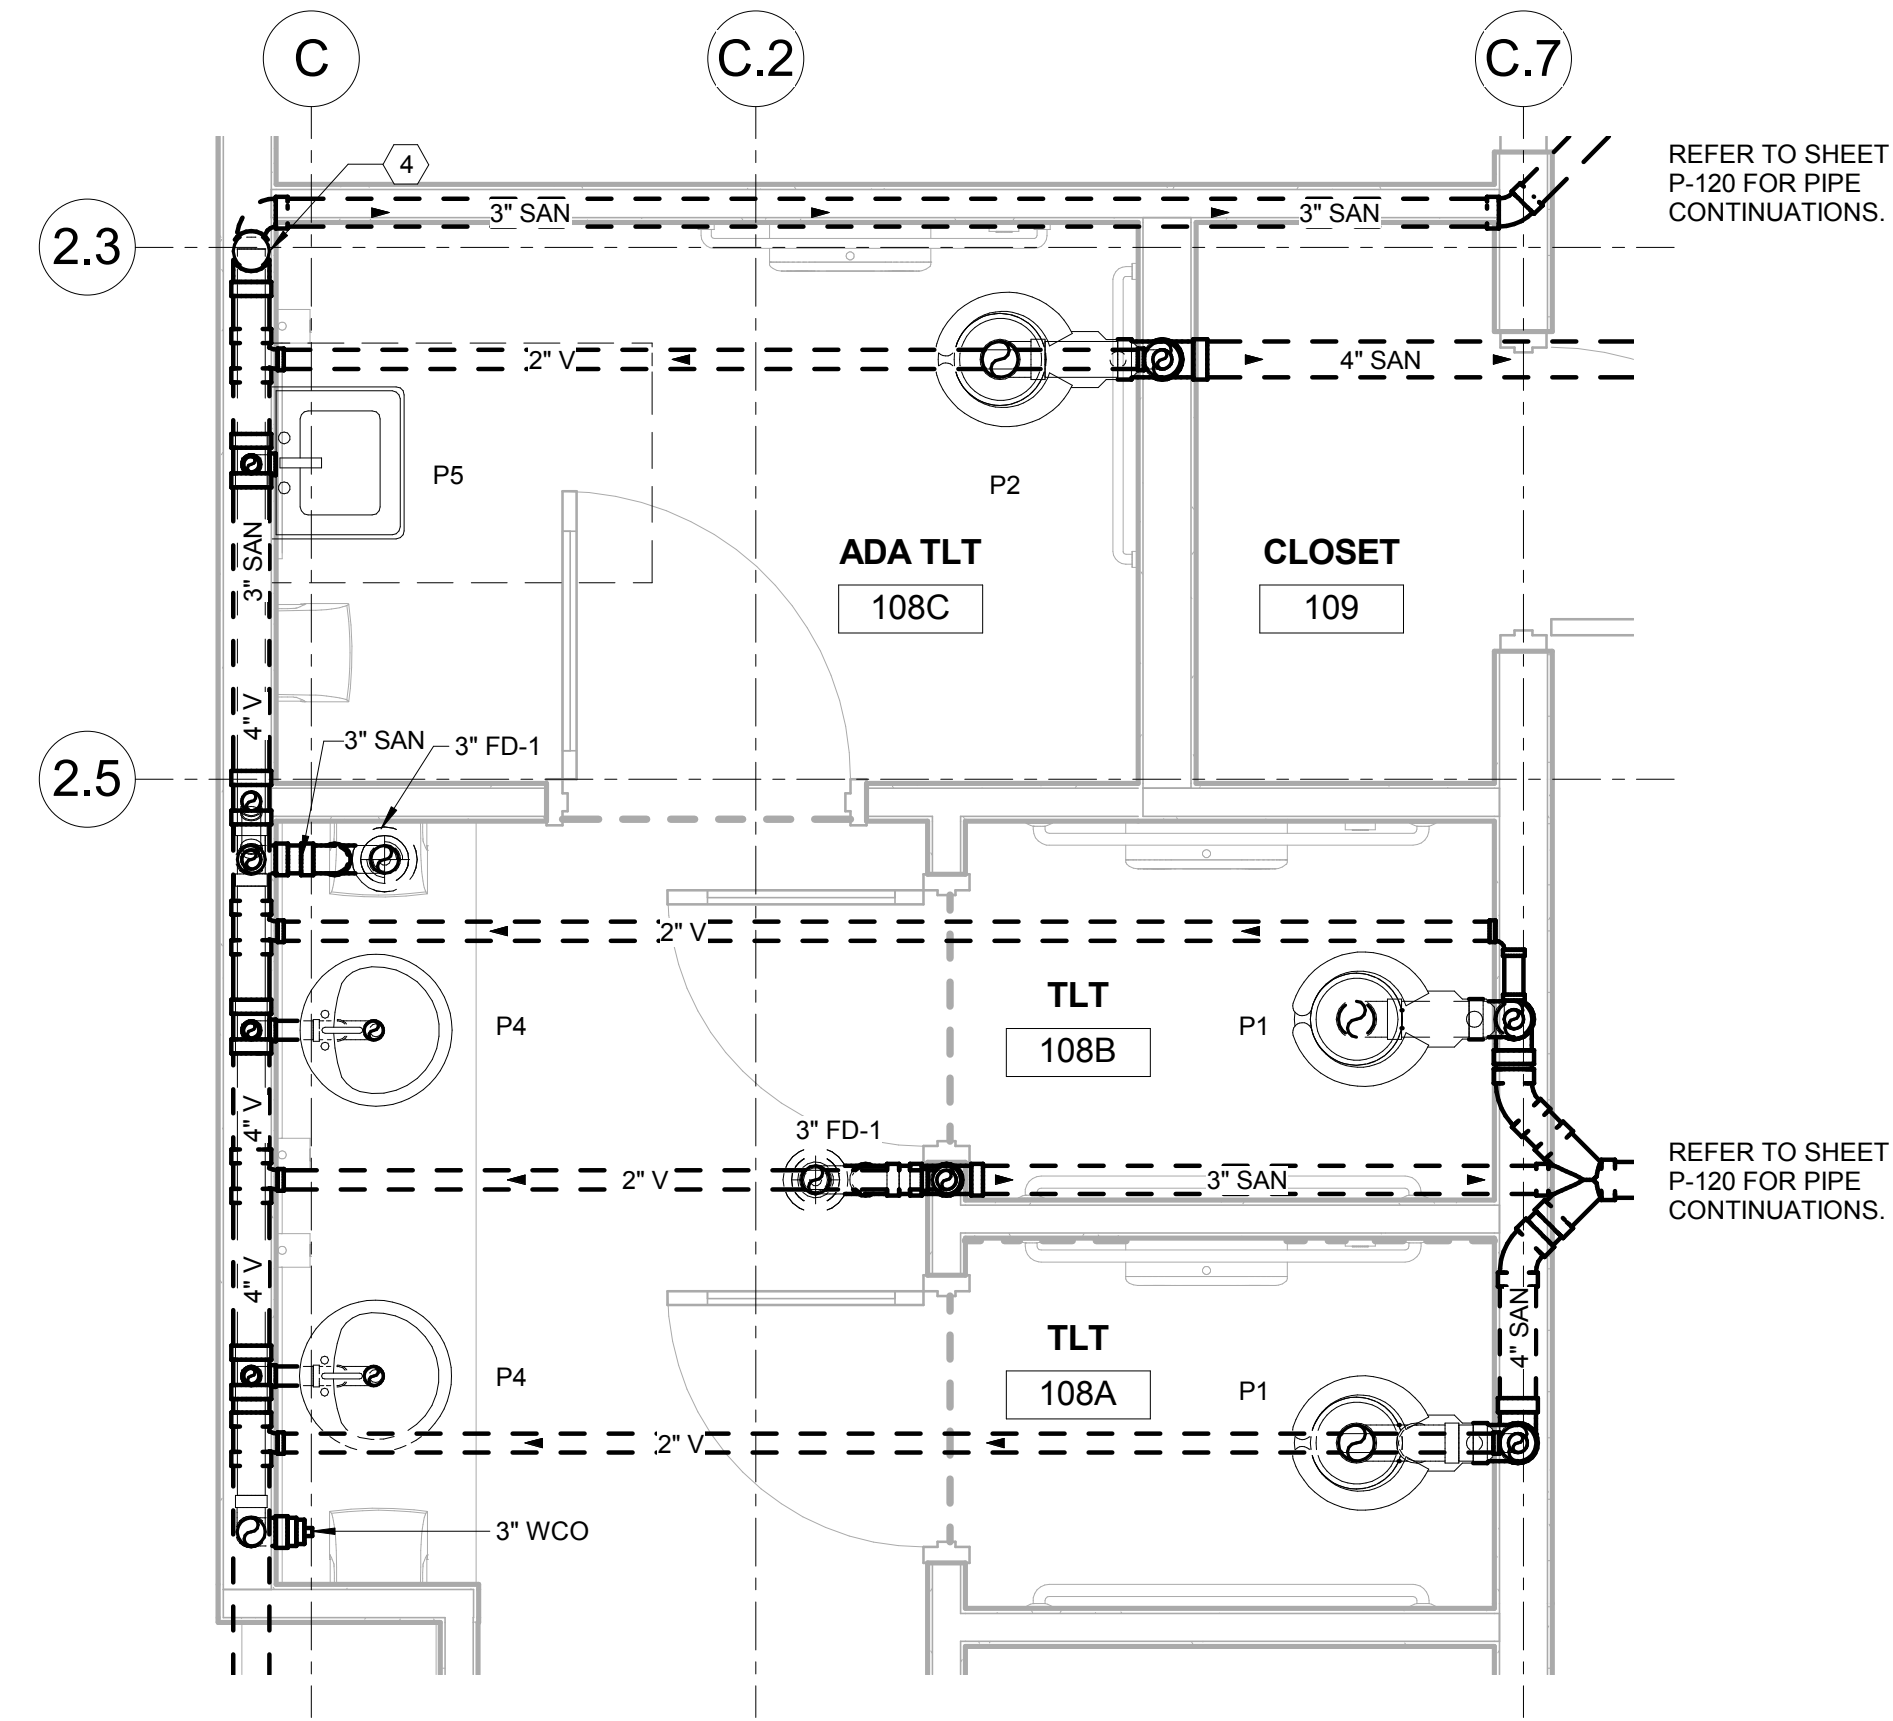 C
C.2
C.7
4
REFER TO SHEET
P-120 FOR PIPE
CONTINUATIONS.
3" SAN
3" SAN
2.3
2" V
4" SAN
P5
P2
3" SAN
ADA TLT
108C
CLOSET
109
4" V
3" SAN
3" FD-1
2.5
2" V
TLT
108B
P4
P1
4" V
3" FD-1
REFER TO SHEET
P-120 FOR PIPE
CONTINUATIONS.
2" V
3" SAN
4" V
4" SAN
TLT
108A
P4
P1
2" V
3" WCO